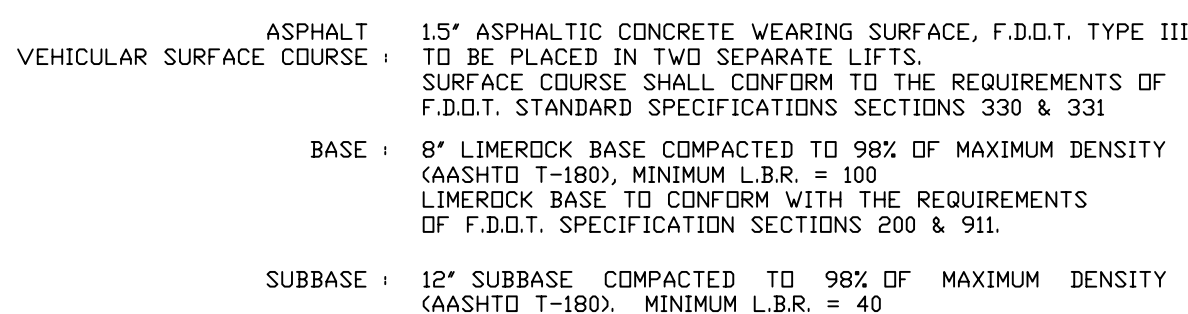 ASPHALT 1.5" ASPHALTIC CONCRETE WEARING SURFACE, F.D.O.T. TYPE III
VEHICULAR SURFACE COURSE : TO BE PLACED IN TWO SEPARATE LIFTS.
SURFACE COURSE SHALL CONFORM TO THE REQUIREMENTS OF
F.D.O.T. STANDARD SPECIFICATIONS SECTIONS 330 & 331
BASE : 8" LIMEROCK BASE COMPACTED TO 98% OF MAXIMUM DENSITY
(AASHTO T-180), MINIMUM L.B.R. = 100
LIMEROCK BASE TO CONFORM WITH THE REQUIREMENTS
OF F.D.O.T. SPECIFICATION SECTIONS 200 & 911.
SUBBASE : 12" SUBBASE COMPACTED TO 98% OF MAXIMUM DENSITY
(AASHTO T-180). MINIMUM L.B.R. = 40